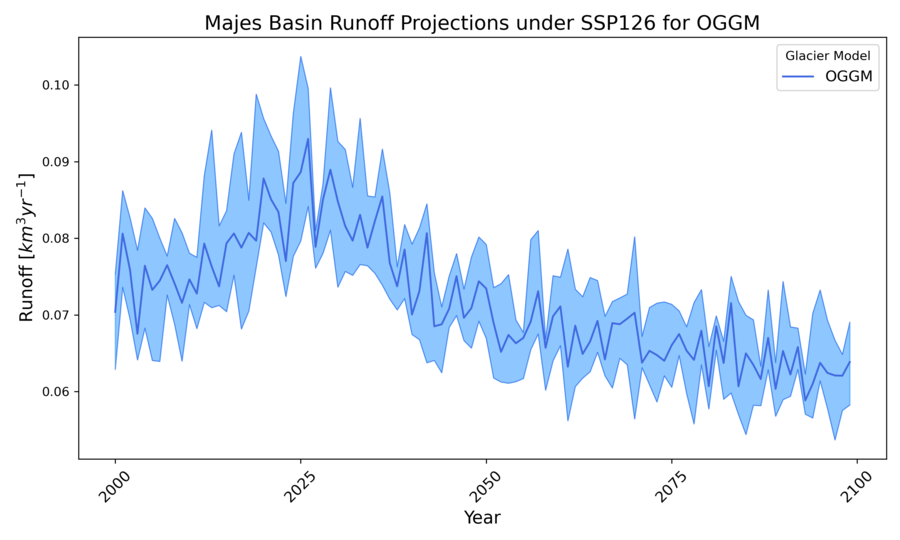 Majes Basin Runoff Projections under SSP126 for OGGM
Glacier Model
OGGM
Runoff [km³yr⁻¹]
0.10
0.09
0.08
0.07
0.06
2000
2025
2050
2075
2100
Year